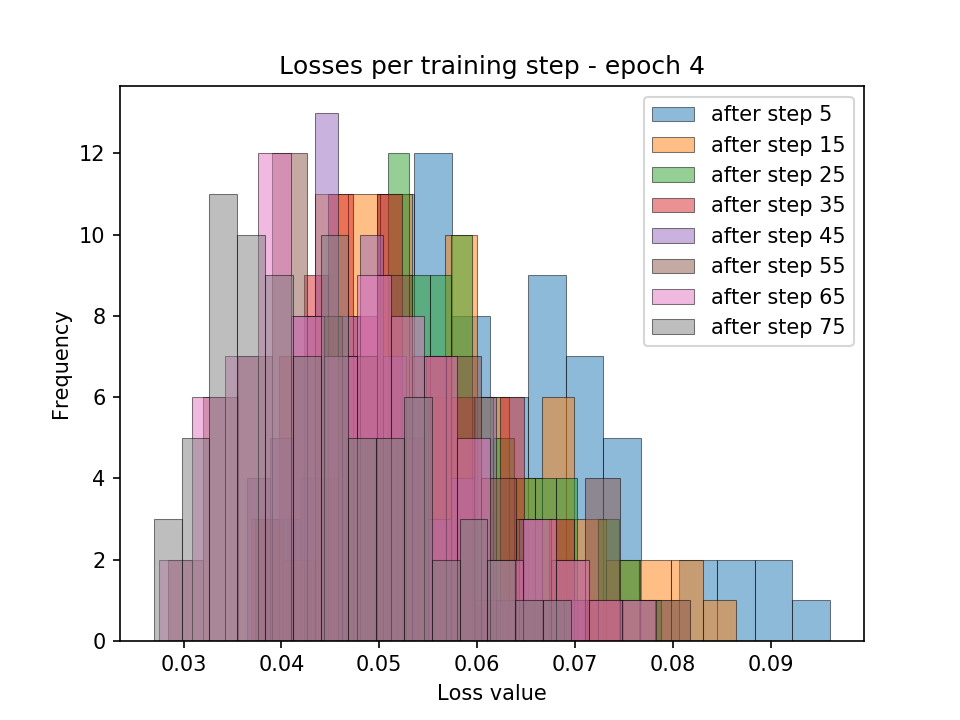 Losses per training step - epoch 4
Frequency
12
10
8
6
4
2
0
after step 5
after step 15
after step 25
after step 35
after step 45
after step 55
after step 65
after step 75
0.03 0.04 0.05 0.06 0.07 0.08 0.09
Loss value